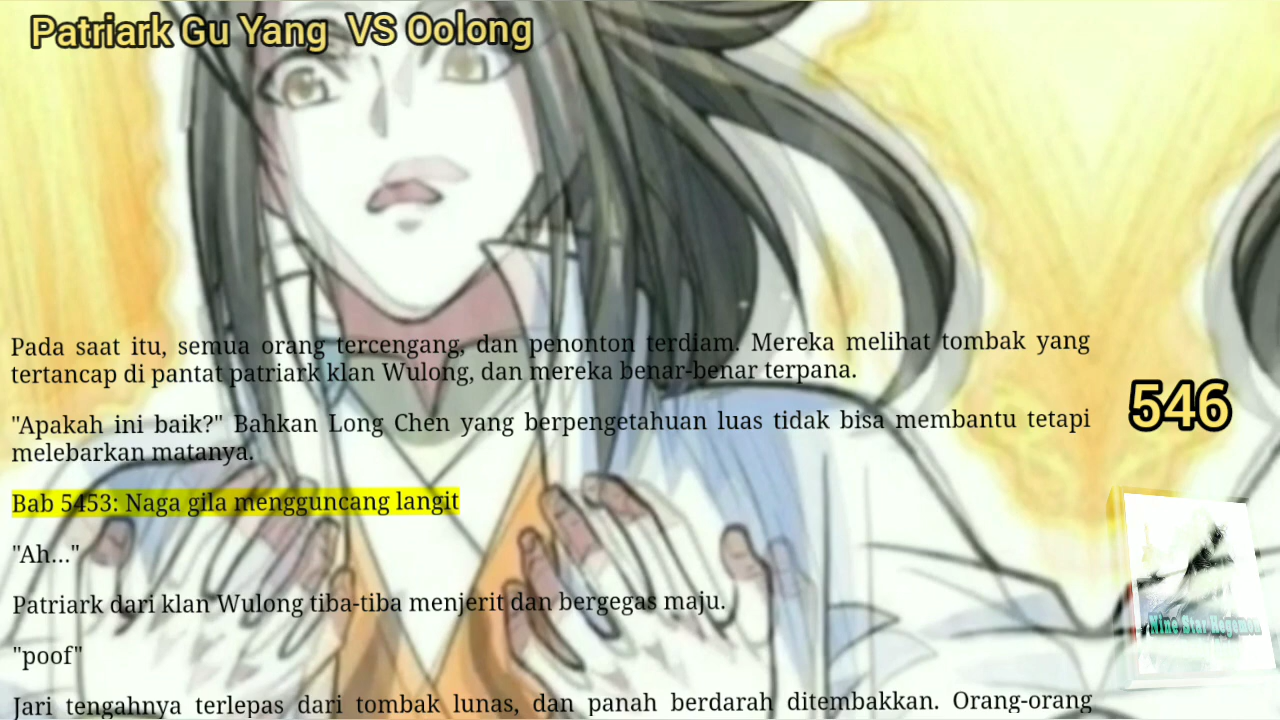 Patriark Gu Yang VS Oolong
Pada saat itu, semua orang tercengang, dan penonton terdiam. Mereka melihat tombak yang
tertancap di pantat patriark klan Wulong, dan mereka benar-benar terpana.
"Apakah ini baik?" Bahkan Long Chen yang berpengetahuan luas tidak bisa membantu tetapi
melebarkan matanya.
546
Bab 5453: Naga gila mengguncang langit
"Ah…"
Patriark dari klan Wulong tiba-tiba menjerit dan bergegas maju.
Nine Star Hegemon
"poof"
Jari tengahnya terlepas dari tombak lunas, dan panah berdarah ditembakkan. Orang-orang